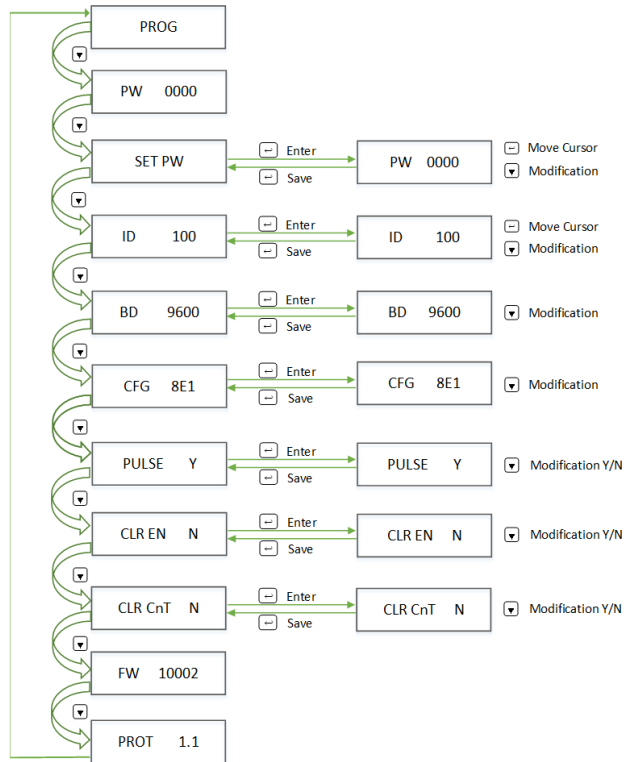 PROG
PW 0000
SET PW
Enter
Save
PW 0000
Move Cursor
Modification
ID 100
Enter
Save
ID 100
Move Cursor
Modification
BD 9600
Enter
Save
BD 9600
Modification
CFG 8E1
Enter
Save
CFG 8E1
Modification
PULSE Y
Enter
Save
PULSE Y
Modification Y/N
CLR EN N
Enter
Save
CLR EN N
Modification Y/N
CLR CnT N
Enter
Save
CLR CnT N
Modification Y/N
FW 10002
PROT 1.1